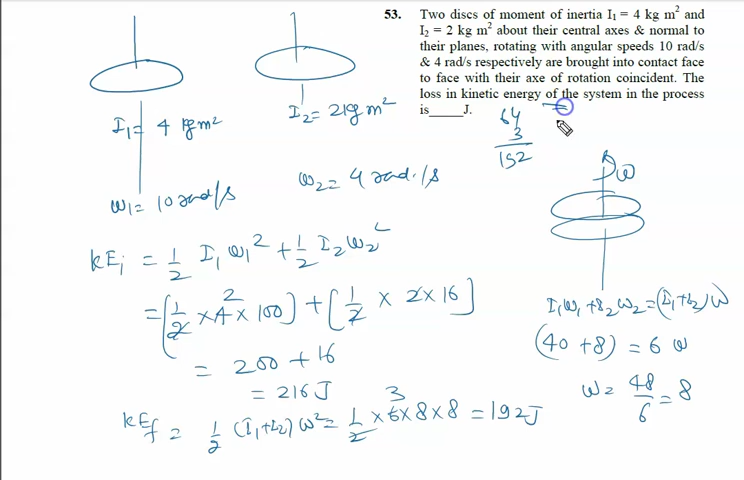 53. Two discs of moment of inertia I₁ = 4 kg m² and
I₂ = 2 kg m² about their central axes & normal to
their planes, rotating with angular speeds 10 rad/s
& 4 rad/s respectively are brought into contact face
to face with their axe of rotation coincident. The
loss in kinetic energy of the system in the process
is_____J.
I₁= 4 kgm²
I₂= 2kgm²
64
3
192
ω₁= 10rad/s
ω₂= 4 rad./s
ω
KEᵢ = 1/2 I₁ω₁² + 1/2 I₂ω₂²
= (1/2 × 4 × 100) + [1/2 × 2×16]
2
= 200 + 16
= 216 J
KEf = 1/2 (I₁+I₂) ω² = 1/2 × 6×8×8 = 192J
3
I₁ω₁ + I₂ω₂ = (I₁+I₂) ω
(40 + 8) = 6 ω
ω = 48/6 = 8